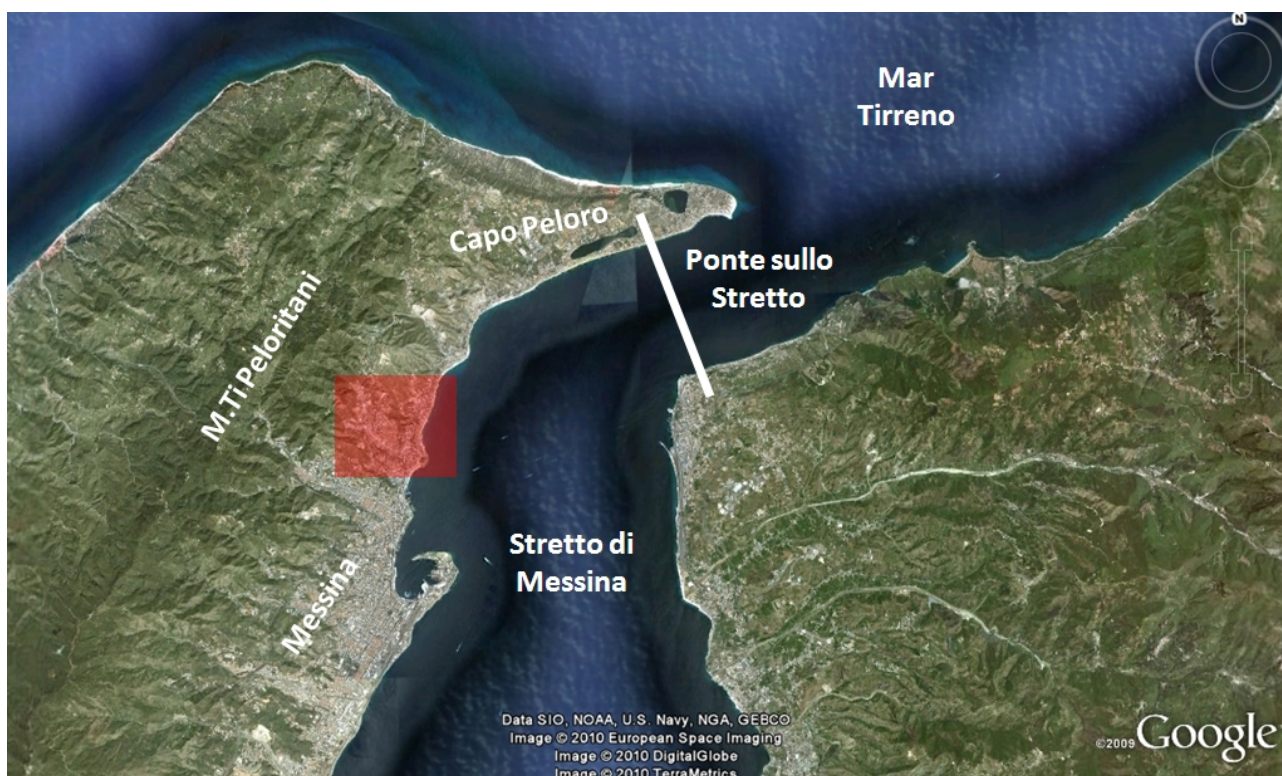 N
Mar
Tirreno
Capo Peloro
Ponte sullo
Stretto
M.Ti Peloritani
Stretto di
Messina
Messina
Data SIO, NOAA, U.S. Navy, NGA, GEBCO
Image © 2010 European Space Imaging
Image © 2010 DigitalGlobe
Image © 2010 TerraMetrics
©2009 Google